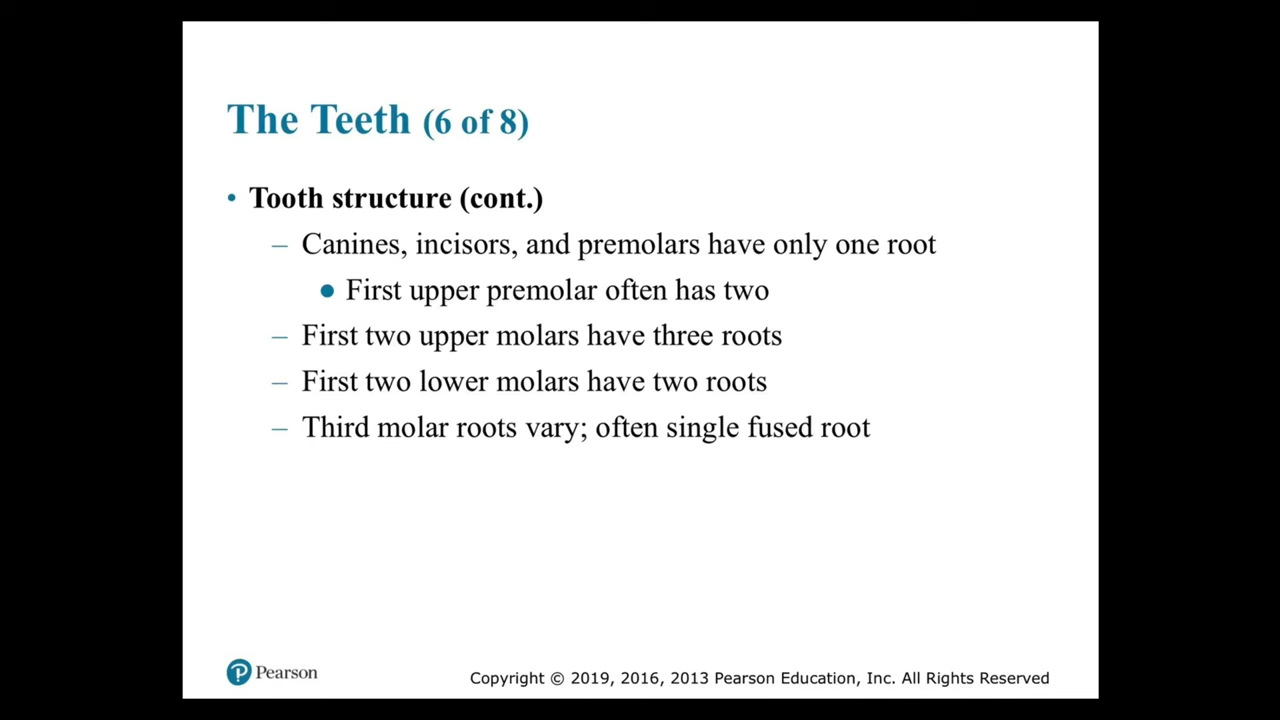 The Teeth (6 of 8)
• Tooth structure (cont.)
– Canines, incisors, and premolars have only one root
● First upper premolar often has two
– First two upper molars have three roots
– First two lower molars have two roots
– Third molar roots vary; often single fused root
Pearson
Copyright © 2019, 2016, 2013 Pearson Education, Inc. All Rights Reserved